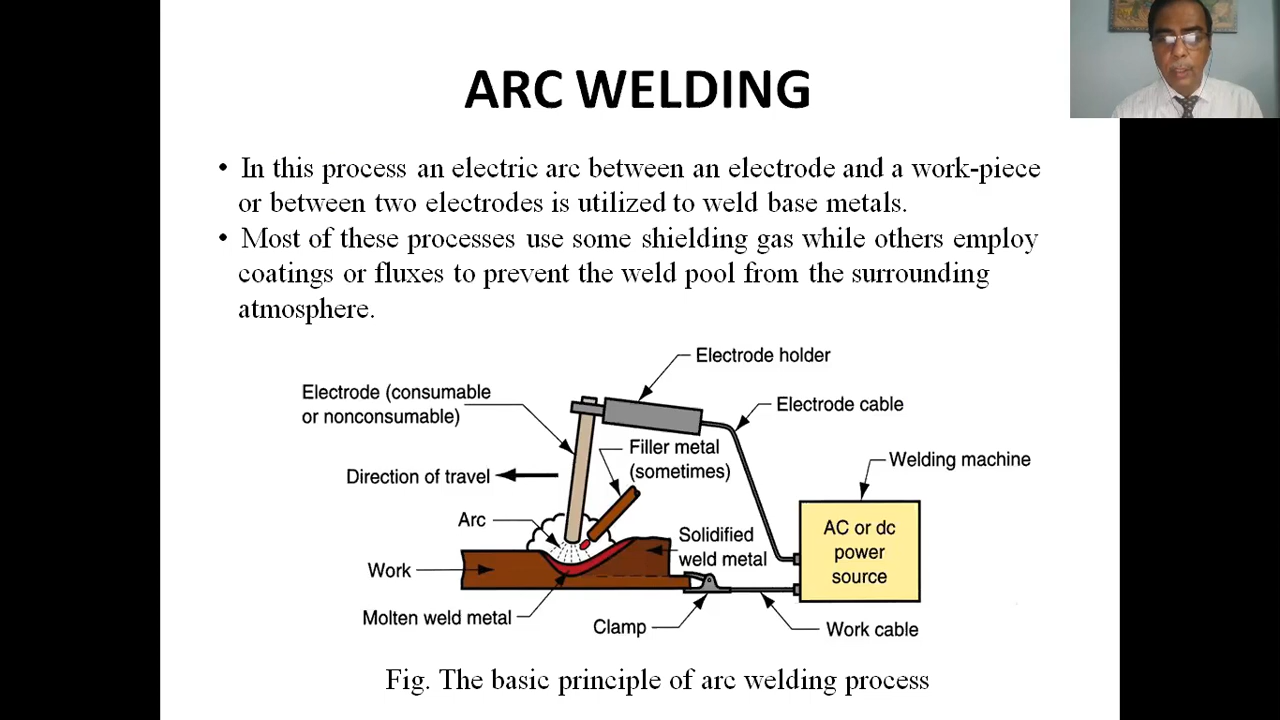 ARC WELDING
• In this process an electric arc between an electrode and a work-piece
or between two electrodes is utilized to weld base metals.
• Most of these processes use some shielding gas while others employ
coatings or fluxes to prevent the weld pool from the surrounding
atmosphere.
Electrode holder
Electrode (consumable
or nonconsumable)
Electrode cable
Filler metal
(sometimes)
Welding machine
Direction of travel
Arc
Solidified
weld metal
AC or dc
power
source
Work
Molten weld metal
Clamp
Work cable
Fig. The basic principle of arc welding process